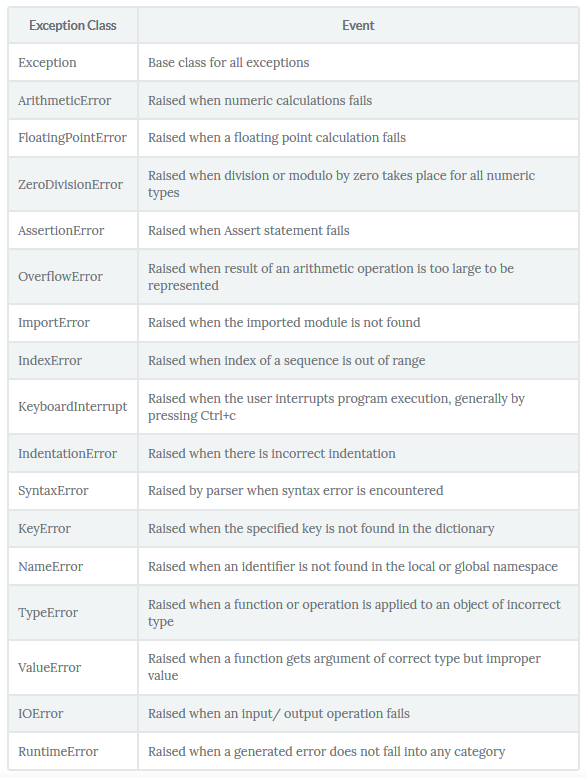 Exception Class Event
Exception Base class for all exceptions
ArithmeticError Raised when numeric calculations fails
FloatingPointError Raised when a floating point calculation fails
ZeroDivisionError Raised when division or modulo by zero takes place for all numeric
types
AssertionError Raised when Assert statement fails
OverflowError Raised when result of an arithmetic operation is too large to be
represented
ImportError Raised when the imported module is not found
IndexError Raised when index of a sequence is out of range
KeyboardInterrupt Raised when the user interrupts program execution, generally by
pressing Ctrl+c
IndentationError Raised when there is incorrect indentation
SyntaxError Raised by parser when syntax error is encountered
KeyError Raised when the specified key is not found in the dictionary
NameError Raised when an identifier is not found in the local or global namespace
TypeError Raised when a function or operation is applied to an object of incorrect
type
ValueError Raised when a function gets argument of correct type but improper
value
IOError Raised when an input/ output operation fails
RuntimeError Raised when a generated error does not fall into any category